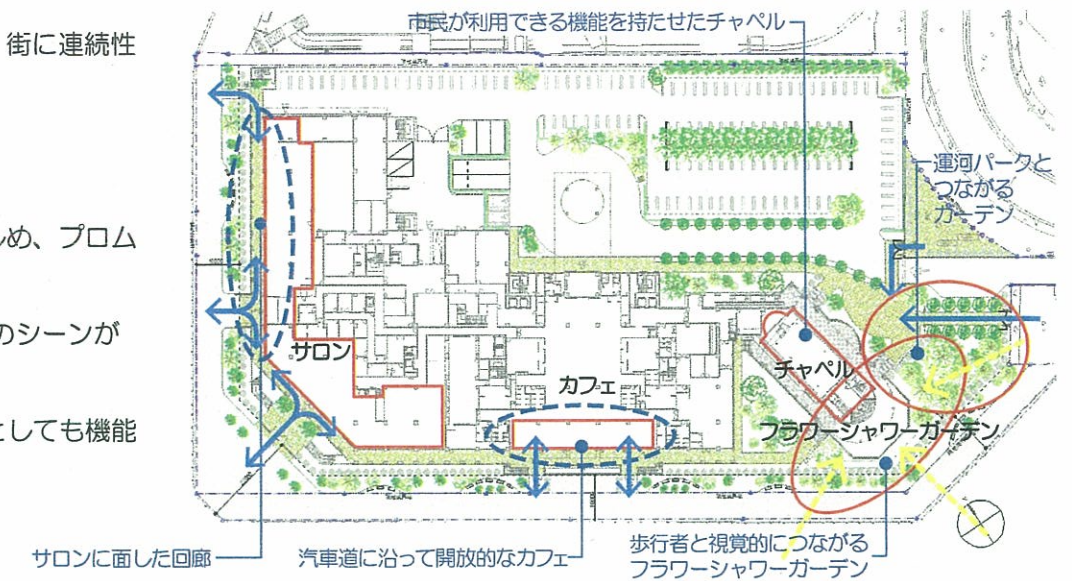 街に連続性
しめ、プロム
のシーンが
としても機能
市民が利用できる機能を持たせたチャペル
運河パークと
つながる
ガーデン
サロン
カフェ
チャペル
フラワーシャワーガーデン
サロンに面した回廊
汽車道に沿って開放的なカフェ
歩行者と視覚的につながる
フラワーシャワーガーデン